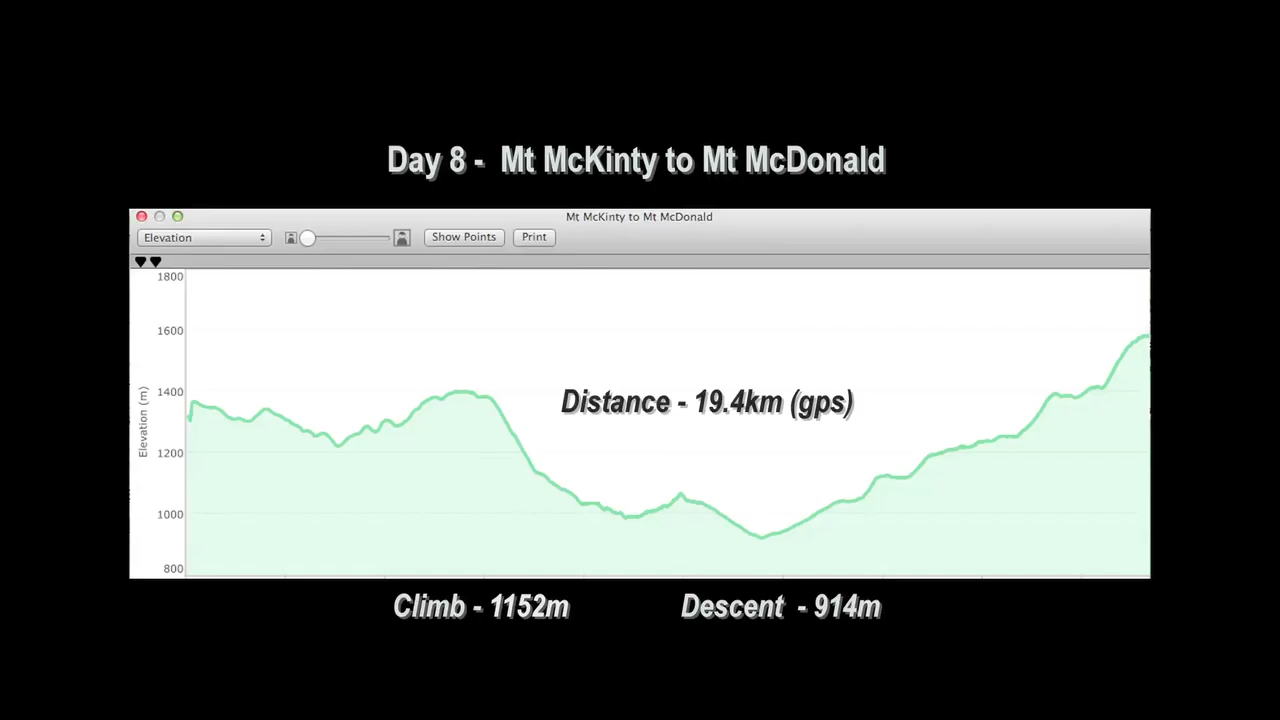 Day 8 -  Mt McKinty to Mt McDonald
Mt McKinty to Mt McDonald
Elevation
Show Points
Print
1800
1600
1400
1200
1000
800
Elevation (m)
Distance - 19.4km (gps)
Climb - 1152m
Descent  - 914m